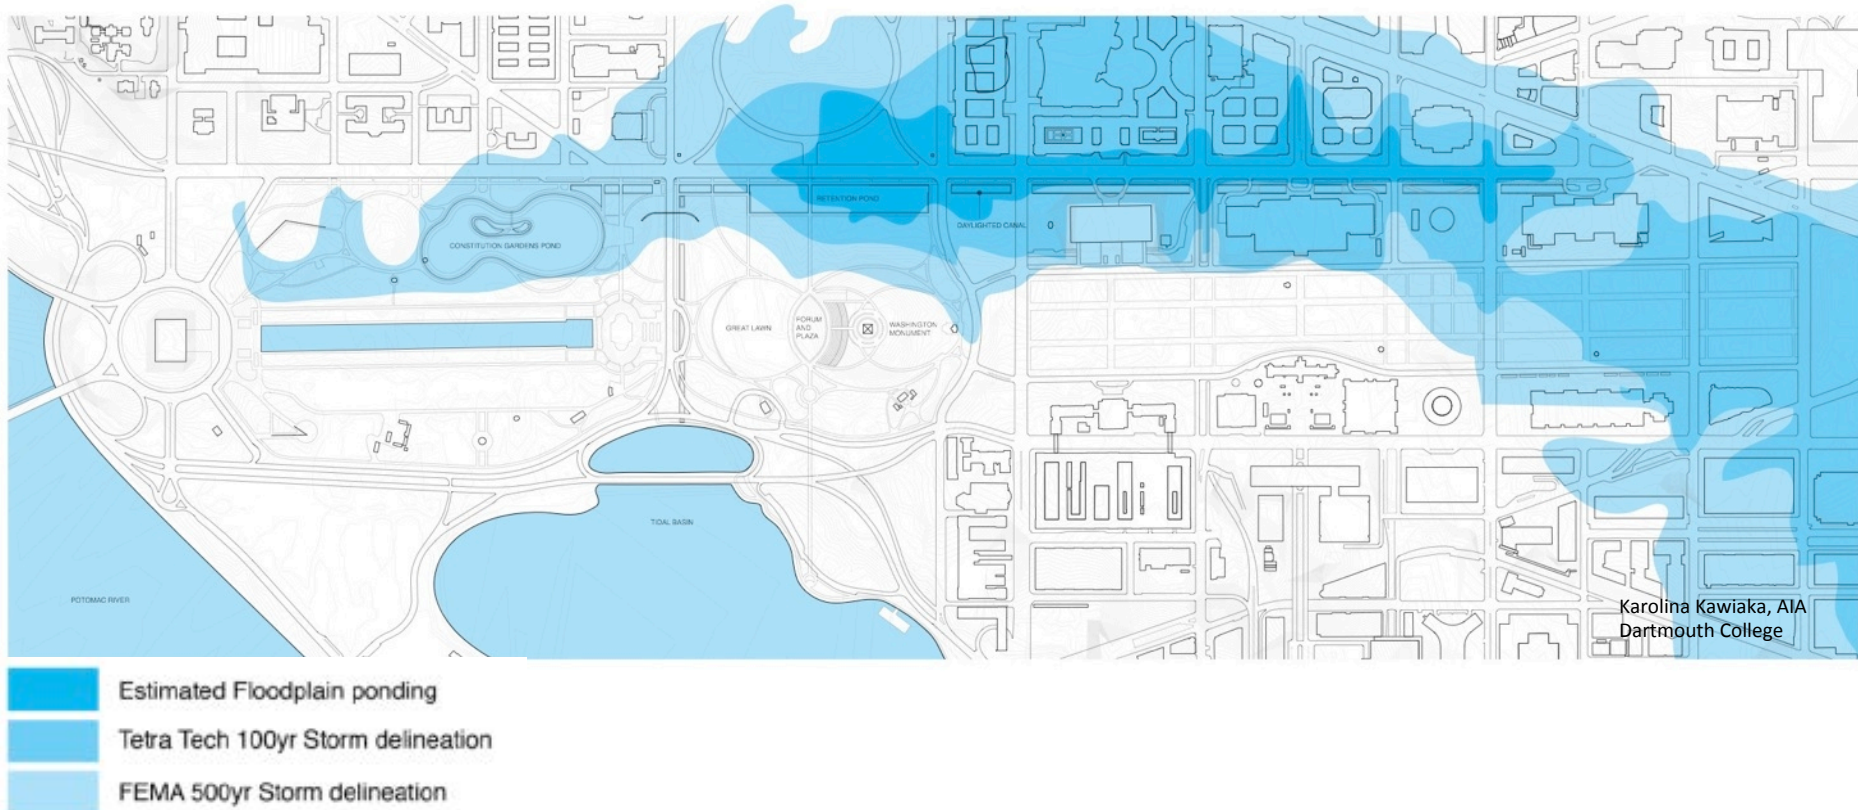 RETENTION POND
DAYLIGHTED CANAL
CONSTITUTION GARDENS POND
GREAT LAWN
FORUM
AND
PLAZA
WASHINGTON
MONUMENT
TIDAL BASIN
POTOMAC RIVER
Karolina Kawiaka, AIA
Dartmouth College
Estimated Floodplain ponding
Tetra Tech 100yr Storm delineation
FEMA 500yr Storm delineation